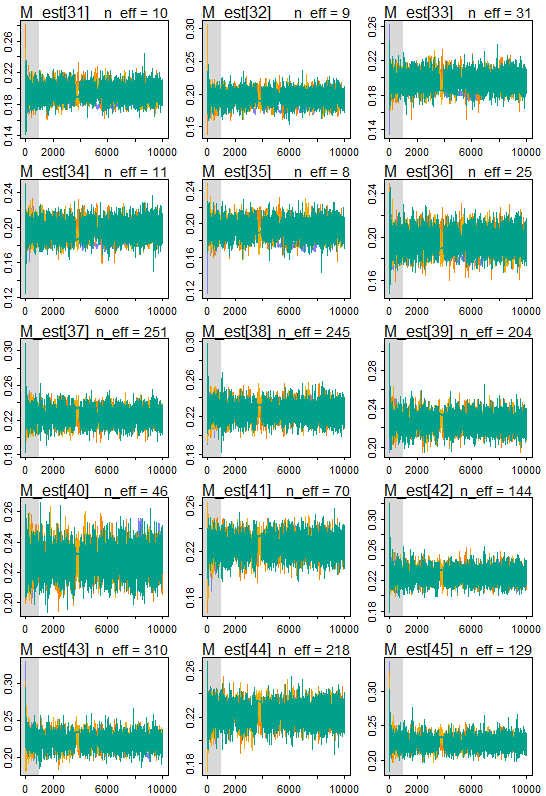 M_est[31] n_eff = 10
M_est[32] n_eff = 9
M_est[33] n_eff = 31
0.14 0.18 0.22 0.26
0.15 0.20 0.25 0.30
0.14 0.18 0.22 0.26
0 2000 6000 10000
0 2000 6000 10000
0 2000 6000 10000
M_est[34] n_eff = 11
M_est[35] n_eff = 8
M_est[36] n_eff = 25
0.12 0.16 0.20 0.24
0.12 0.16 0.20 0.24
0.16 0.20 0.24
0 2000 6000 10000
0 2000 6000 10000
0 2000 6000 10000
M_est[37] n_eff = 251
M_est[38] n_eff = 245
M_est[39] n_eff = 204
0.18 0.22 0.26 0.30
0.18 0.22 0.26 0.30
0.20 0.24 0.28
0 2000 6000 10000
0 2000 6000 10000
0 2000 6000 10000
M_est[40] n_eff = 46
M_est[41] n_eff = 70
M_est[42] n_eff = 144
0.20 0.22 0.24 0.26
0.18 0.22 0.26
0.18 0.22 0.26 0.32
0 2000 6000 10000
0 2000 6000 10000
0 2000 6000 10000
M_est[43] n_eff = 310
M_est[44] n_eff = 218
M_est[45] n_eff = 129
0.20 0.25 0.30
0.18 0.22 0.26
0.20 0.25 0.30
0 2000 6000 10000
0 2000 6000 10000
0 2000 6000 10000